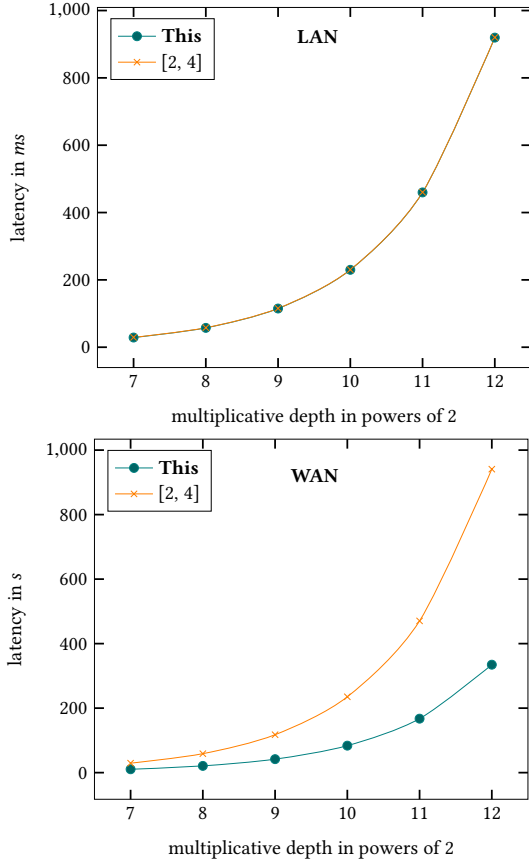 LAN
This
[2, 4]
1,000
800
600
400
200
0
latency in ms
7 8 9 10 11 12
multiplicative depth in powers of 2
WAN
This
[2, 4]
1,000
800
600
400
200
0
latency in s
7 8 9 10 11 12
multiplicative depth in powers of 2